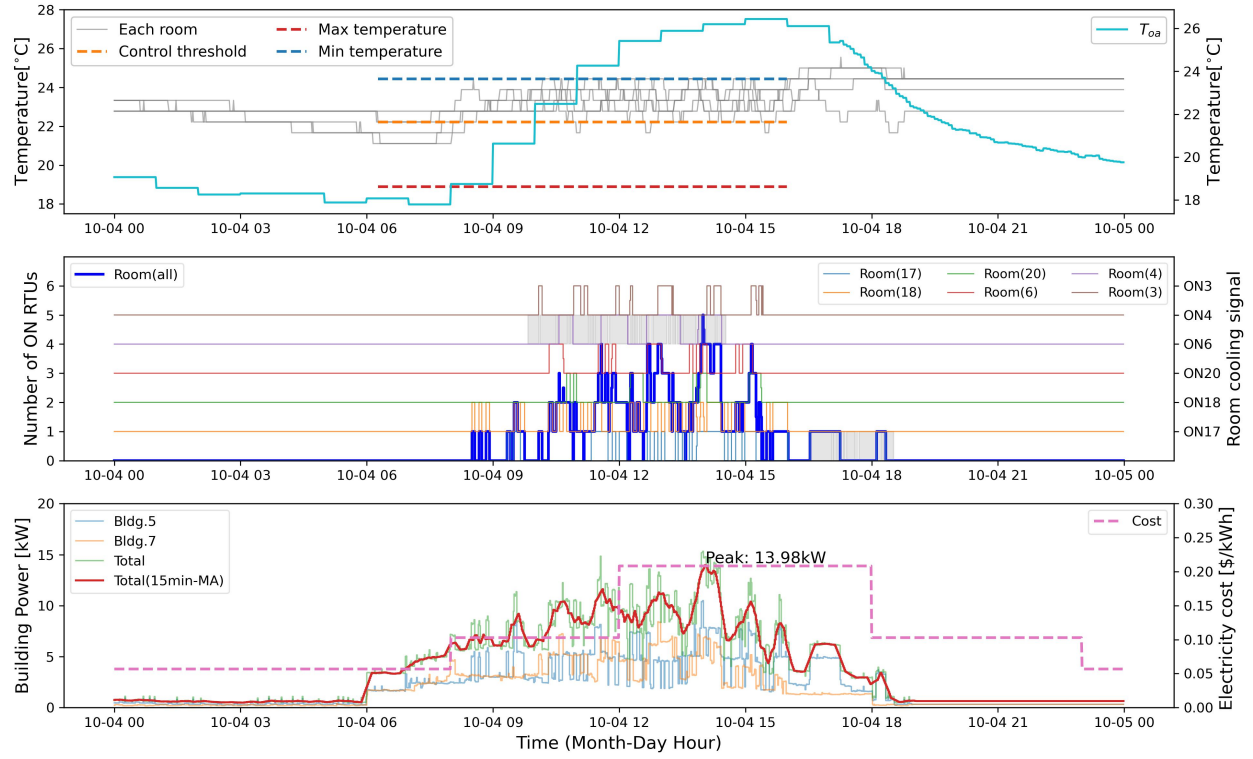 28
26
24
22
20
18
Temperature[°C]
Each room
Control threshold
Max temperature
Min temperature
T_oa
26
24
22
20
18
Temperature[°C]
10-04 00
10-04 03
10-04 06
10-04 09
10-04 12
10-04 15
10-04 18
10-04 21
10-05 00
6
5
4
3
2
1
0
Number of ON RTUs
Room(all)
Room(17)
Room(18)
Room(20)
Room(6)
Room(4)
Room(3)
ON3
ON4
ON6
ON20
ON18
ON17
Room cooling signal
10-04 00
10-04 03
10-04 06
10-04 09
10-04 12
10-04 15
10-04 18
10-04 21
10-05 00
20
15
10
5
0
Building Power [kW]
Bldg.5
Bldg.7
Total
Total(15min-MA)
Peak: 13.98kW
Cost
0.30
0.25
0.20
0.15
0.10
0.05
0.00
Electricity cost [$/kWh]
10-04 00
10-04 03
10-04 06
10-04 09
10-04 12
10-04 15
10-04 18
10-04 21
10-05 00
Time (Month-Day Hour)